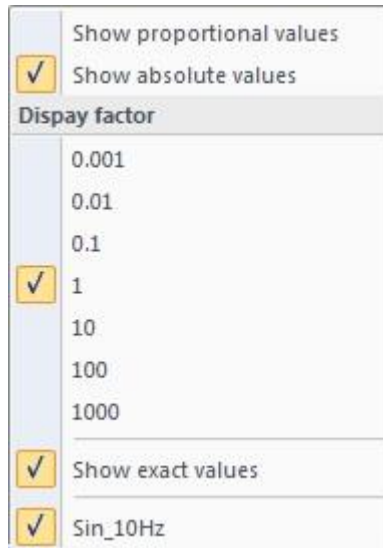 Show proportional values
Show absolute values
Dispay factor
0.001
0.01
0.1
1
10
100
1000
Show exact values
Sin_10Hz